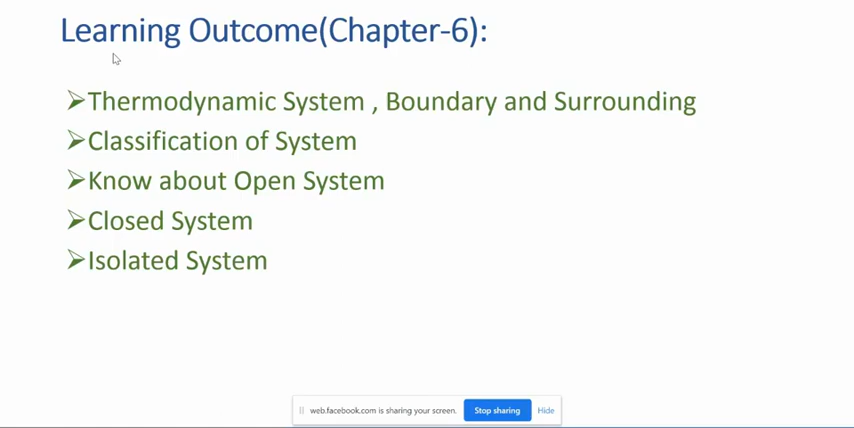 Learning Outcome(Chapter-6):
➢Thermodynamic System , Boundary and Surrounding
➢Classification of System
➢Know about Open System
➢Closed System
➢Isolated System
web.facebook.com is sharing your screen. Stop sharing Hide